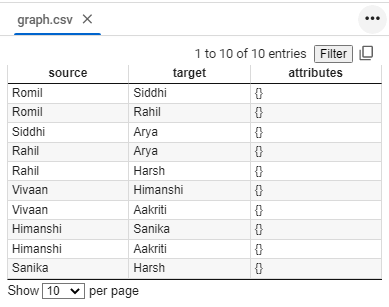 graph.csv
1 to 10 of 10 entries Filter
source target attributes
Romil Siddhi {}
Romil Rahil {}
Siddhi Arya {}
Rahil Arya {}
Rahil Harsh {}
Vivaan Himanshi {}
Vivaan Aakriti {}
Himanshi Sanika {}
Himanshi Aakriti {}
Sanika Harsh {}
Show 10 per page